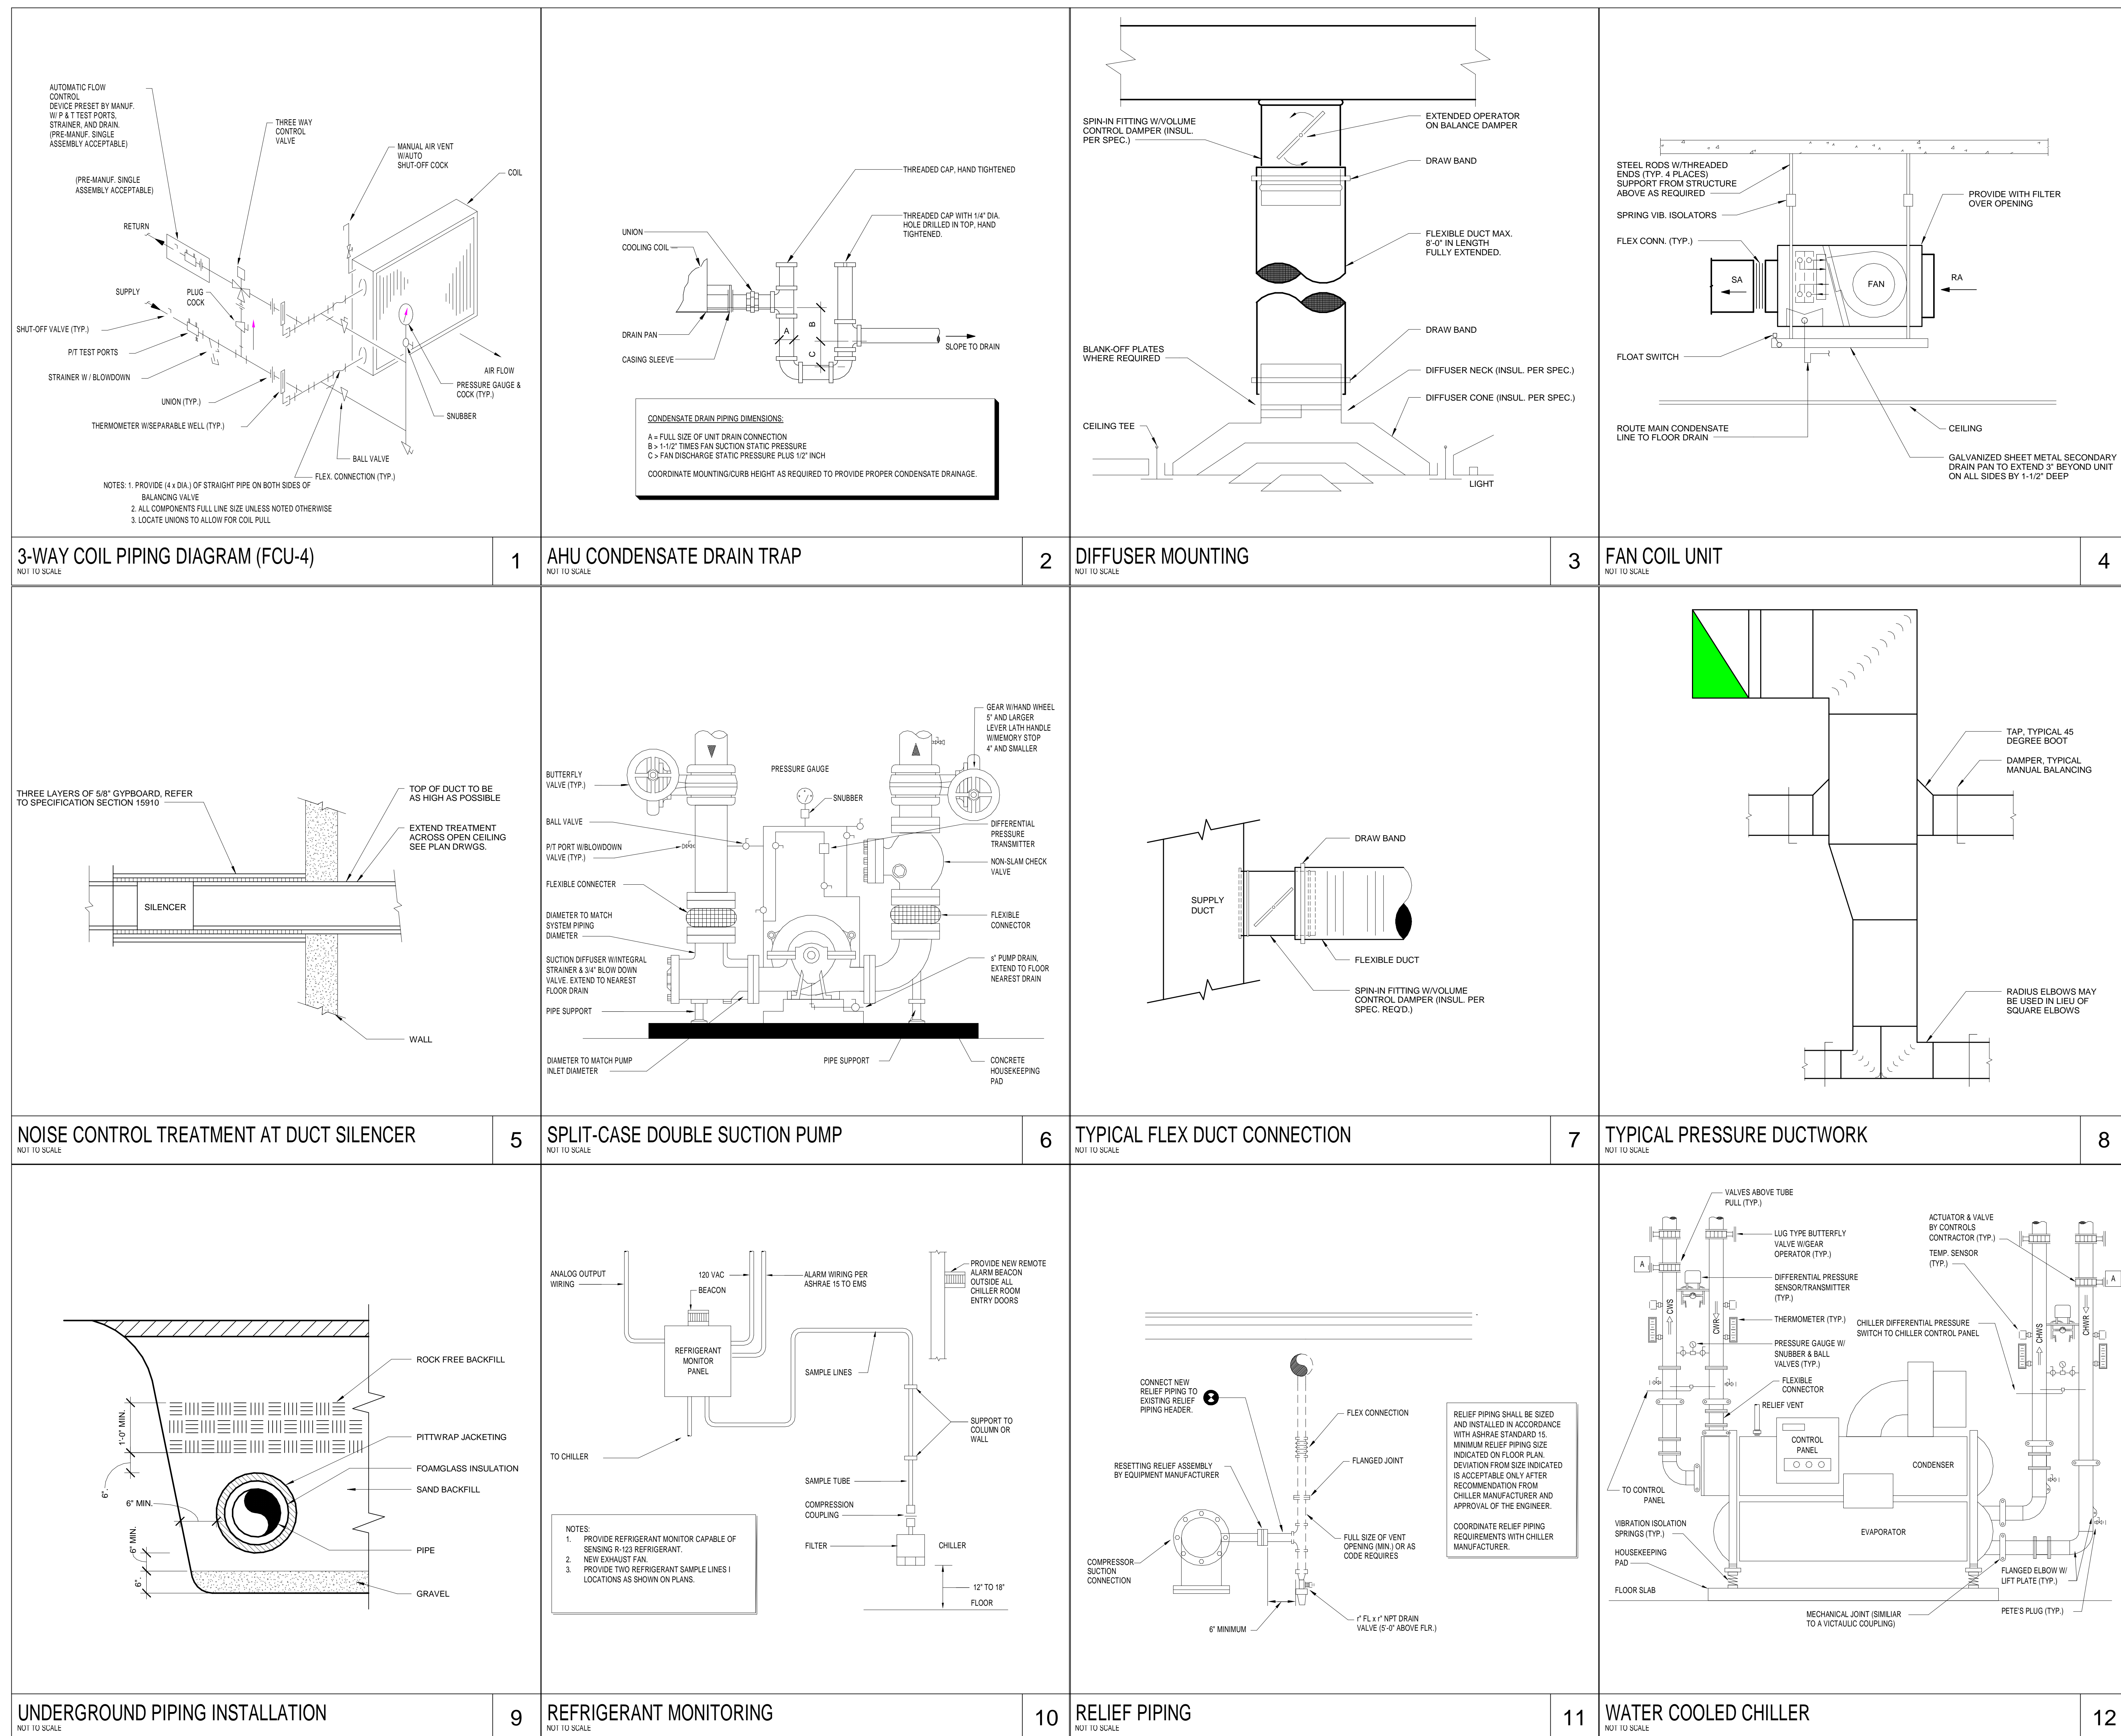 AUTOMATIC FLOW
CONTROL
DEVICE PRESET BY MANUF.
W/ P & T TEST PORTS,
STRAINER, AND DRAIN.
(PRE-MANUF. SINGLE
ASSEMBLY ACCEPTABLE)
THREE WAY
CONTROL
VALVE
MANUAL AIR VENT
W/AUTO
SHUT-OFF COCK
COIL
(PRE-MANUF. SINGLE
ASSEMBLY ACCEPTABLE)
RETURN
SUPPLY
PLUG
COCK
SHUT-OFF VALVE (TYP.)
P/T TEST PORTS
STRAINER W / BLOWDOWN
UNION (TYP.)
THERMOMETER W/SEPARABLE WELL (TYP.)
AIR FLOW
PRESSURE GAUGE &
COCK (TYP.)
SNUBBER
BALL VALVE
FLEX. CONNECTION (TYP.)
NOTES: 1. PROVIDE (4 x DIA.) OF STRAIGHT PIPE ON BOTH SIDES OF
BALANCING VALVE
2. ALL COMPONENTS FULL LINE SIZE UNLESS NOTED OTHERWISE
3. LOCATE UNIONS TO ALLOW FOR COIL PULL
3-WAY COIL PIPING DIAGRAM (FCU-4)
NOT TO SCALE
1
THREADED CAP, HAND TIGHTENED
THREADED CAP WITH 1/4" DIA.
HOLE DRILLED IN TOP, HAND
TIGHTENED.
UNION
COOLING COIL
DRAIN PAN
CASING SLEEVE
A
B
C
SLOPE TO DRAIN
CONDENSATE DRAIN PIPING DIMENSIONS:
A = FULL SIZE OF UNIT DRAIN CONNECTION
B > 1-1/2" TIMES FAN SUCTION STATIC PRESSURE
C > FAN DISCHARGE STATIC PRESSURE PLUS 1/2" INCH
COORDINATE MOUNTING/CURB HEIGHT AS REQUIRED TO PROVIDE PROPER CONDENSATE DRAINAGE.
AHU CONDENSATE DRAIN TRAP
NOT TO SCALE
2
SPIN-IN FITTING W/VOLUME
CONTROL DAMPER (INSUL.
PER SPEC.)
EXTENDED OPERATOR
ON BALANCE DAMPER
DRAW BAND
FLEXIBLE DUCT MAX.
8'-0" IN LENGTH
FULLY EXTENDED.
DRAW BAND
BLANK-OFF PLATES
WHERE REQUIRED
DIFFUSER NECK (INSUL. PER SPEC.)
DIFFUSER CONE (INSUL. PER SPEC.)
CEILING TEE
LIGHT
DIFFUSER MOUNTING
NOT TO SCALE
3
STEEL RODS W/THREADED
ENDS (TYP. 4 PLACES)
SUPPORT FROM STRUCTURE
ABOVE AS REQUIRED
SPRING VIB. ISOLATORS
FLEX CONN. (TYP.)
PROVIDE WITH FILTER
OVER OPENING
SA
FAN
RA
FLOAT SWITCH
ROUTE MAIN CONDENSATE
LINE TO FLOOR DRAIN
CEILING
GALVANIZED SHEET METAL SECONDARY
DRAIN PAN TO EXTEND 3" BEYOND UNIT
ON ALL SIDES BY 1-1/2" DEEP
FAN COIL UNIT
NOT TO SCALE
4
THREE LAYERS OF 5/8" GYPBOARD, REFER
TO SPECIFICATION SECTION 15910
TOP OF DUCT TO BE
AS HIGH AS POSSIBLE
EXTEND TREATMENT
ACROSS OPEN CEILING
SEE PLAN DRWGS.
SILENCER
WALL
NOISE CONTROL TREATMENT AT DUCT SILENCER
NOT TO SCALE
5
GEAR W/HAND WHEEL
5" AND LARGER
LEVER LATH HANDLE
W/MEMORY STOP
4" AND SMALLER
BUTTERFLY
VALVE (TYP.)
PRESSURE GAUGE
SNUBBER
BALL VALVE
P/T PORT W/BLOWDOWN
VALVE (TYP.)
FLEXIBLE CONNECTER
DIAMETER TO MATCH
SYSTEM PIPING
DIAMETER
SUCTION DIFFUSER W/INTEGRAL
STRAINER & 3/4" BLOW DOWN
VALVE. EXTEND TO NEAREST
FLOOR DRAIN
PIPE SUPPORT
DIFFERENTIAL
PRESSURE
TRANSMITTER
NON-SLAM CHECK
VALVE
FLEXIBLE
CONNECTOR
s" PUMP DRAIN,
EXTEND TO FLOOR
NEAREST DRAIN
DIAMETER TO MATCH PUMP
INLET DIAMETER
PIPE SUPPORT
CONCRETE
HOUSEKEEPING
PAD
SPLIT-CASE DOUBLE SUCTION PUMP
NOT TO SCALE
6
DRAW BAND
SUPPLY
DUCT
FLEXIBLE DUCT
SPIN-IN FITTING W/VOLUME
CONTROL DAMPER (INSUL. PER
SPEC. REQ'D.)
TYPICAL FLEX DUCT CONNECTION
NOT TO SCALE
7
TAP, TYPICAL 45
DEGREE BOOT
DAMPER, TYPICAL
MANUAL BALANCING
RADIUS ELBOWS MAY
BE USED IN LIEU OF
SQUARE ELBOWS
TYPICAL PRESSURE DUCTWORK
NOT TO SCALE
8
ROCK FREE BACKFILL
1'-0" MIN.
PITTWRAP JACKETING
FOAMGLASS INSULATION
SAND BACKFILL
6"
6" MIN.
6" MIN.
6"
PIPE
GRAVEL
UNDERGROUND PIPING INSTALLATION
NOT TO SCALE
9
ANALOG OUTPUT
WIRING
120 VAC
BEACON
ALARM WIRING PER
ASHRAE 15 TO EMS
PROVIDE NEW REMOTE
ALARM BEACON
OUTSIDE ALL
CHILLER ROOM
ENTRY DOORS
REFRIGERANT
MONITOR
PANEL
SAMPLE LINES
SUPPORT TO
COLUMN OR
WALL
TO CHILLER
SAMPLE TUBE
COMPRESSION
COUPLING
FILTER
CHILLER
12" TO 18"
FLOOR
NOTES:
1. PROVIDE REFRIGERANT MONITOR CAPABLE OF
SENSING R-123 REFRIGERANT.
2. NEW EXHAUST FAN.
3. PROVIDE TWO REFRIGERANT SAMPLE LINES I
LOCATIONS AS SHOWN ON PLANS.
REFRIGERANT MONITORING
NOT TO SCALE
10
CONNECT NEW
RELIEF PIPING TO
EXISTING RELIEF
PIPING HEADER.
FLEX CONNECTION
FLANGED JOINT
RESETTING RELIEF ASSEMBLY
BY EQUIPMENT MANUFACTURER
FULL SIZE OF VENT
OPENING (MIN.) OR AS
CODE REQUIRES
COMPRESSOR
SUCTION
CONNECTION
6" MINIMUM
r" FL x r" NPT DRAIN
VALVE (5'-0" ABOVE FLR.)
RELIEF PIPING SHALL BE SIZED
AND INSTALLED IN ACCORDANCE
WITH ASHRAE STANDARD 15.
MINIMUM RELIEF PIPING SIZE
INDICATED ON FLOOR PLAN.
DEVIATION FROM SIZE INDICATED
IS ACCEPTABLE ONLY AFTER
RECOMMENDATION FROM
CHILLER MANUFACTURER AND
APPROVAL OF THE ENGINEER.
COORDINATE RELIEF PIPING
REQUIREMENTS WITH CHILLER
MANUFACTURER.
RELIEF PIPING
NOT TO SCALE
11
VALVES ABOVE TUBE
PULL (TYP.)
LUG TYPE BUTTERFLY
VALVE W/GEAR
OPERATOR (TYP.)
DIFFERENTIAL PRESSURE
SENSOR/TRANSMITTER
(TYP.)
THERMOMETER (TYP.)
PRESSURE GAUGE W/
SNUBBER & BALL
VALVES (TYP.)
FLEXIBLE
CONNECTOR
RELIEF VENT
ACTUATOR & VALVE
BY CONTROLS
CONTRACTOR (TYP.)
TEMP. SENSOR
(TYP.)
CHILLER DIFFERENTIAL PRESSURE
SWITCH TO CHILLER CONTROL PANEL
A
A
CWS
CWR
CHWS
CHWR
CONTROL
PANEL
CONDENSER
EVAPORATOR
TO CONTROL
PANEL
VIBRATION ISOLATION
SPRINGS (TYP.)
HOUSEKEEPING
PAD
FLOOR SLAB
FLANGED ELBOW W/
LIFT PLATE (TYP.)
PETE'S PLUG (TYP.)
MECHANICAL JOINT (SIMILIAR
TO A VICTAULIC COUPLING)
WATER COOLED CHILLER
NOT TO SCALE
12